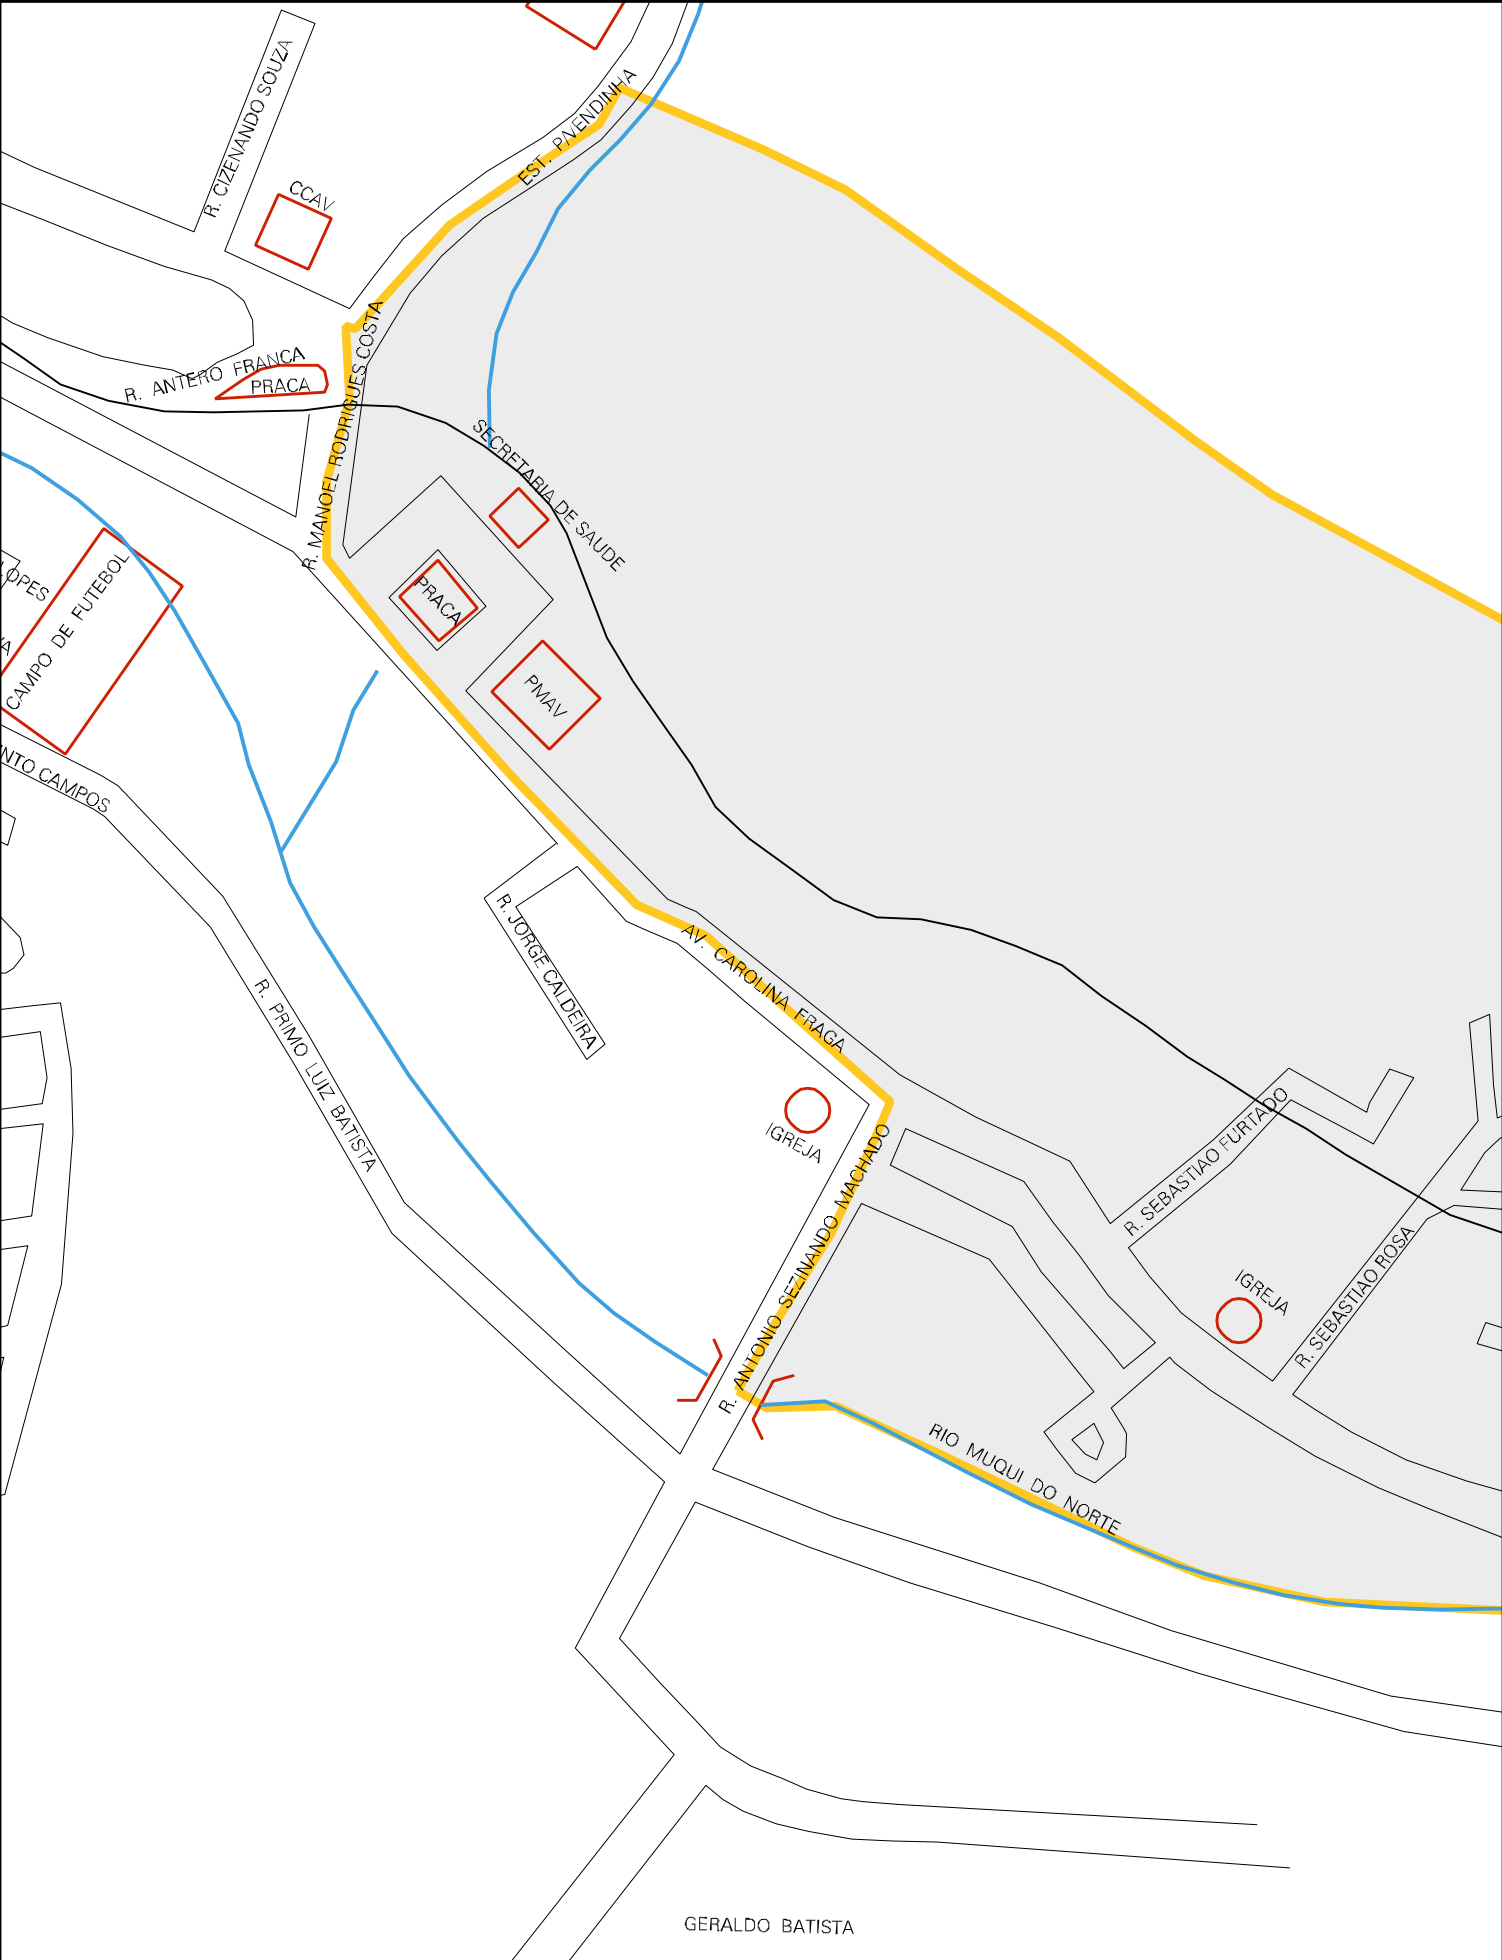 R. CIZENANDO SOUZA
EST. P/VENDINHA
CCAV
R. MANOEL RODRIGUES COSTA
R. ANTERO FRANCA
PRACA
SECRETARIA DE SAUDE
LOPES
CAMPO DE FUTEBOL
PRACA
PMAV
NTO CAMPOS
R. JORGE CALDEIRA
AV. CAROLINA FRAGA
R. PRIMO LUIZ BATISTA
IGREJA
R. ANTONIO SEZINANDO MACHADO
R. SEBASTIAO FURTADO
R. SEBASTIAO ROSA
IGREJA
RIO MUQUI DO NORTE
GERALDO BATISTA